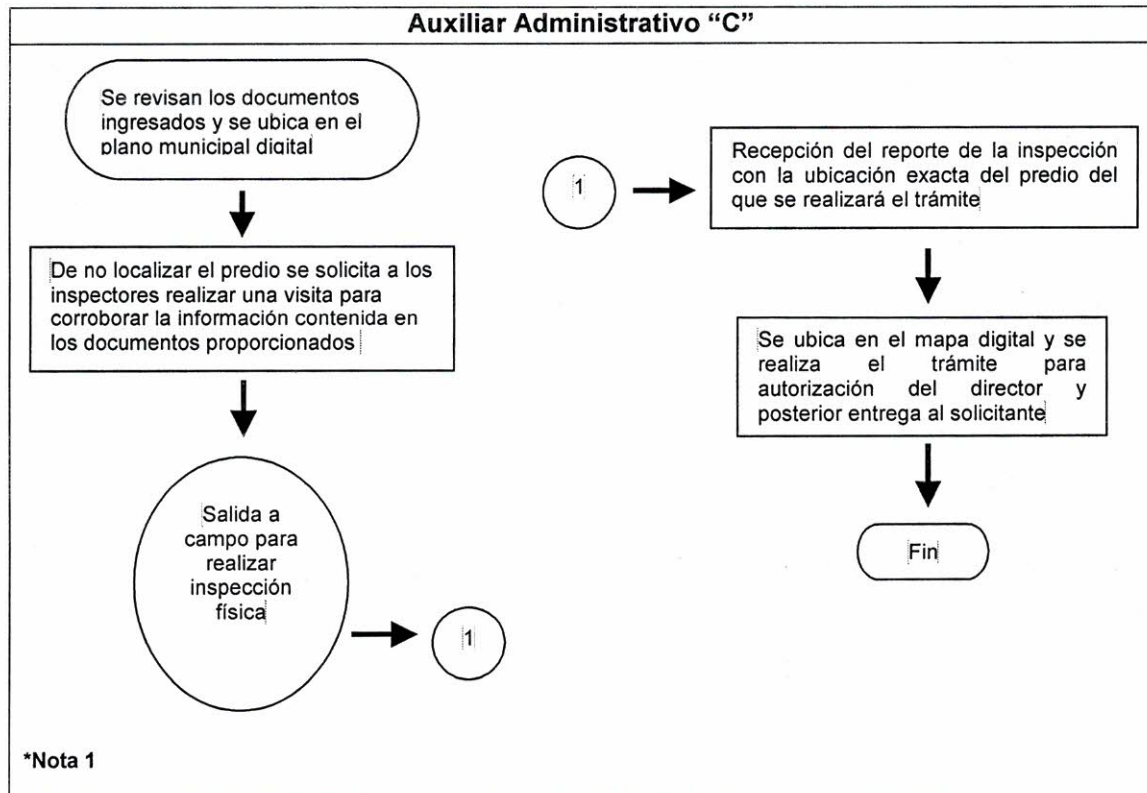 Auxiliar Administrativo “C”
Se revisan los documentos
ingresados y se ubica en el
plano municipal digital
De no localizar el predio se solicita a los
inspectores realizar una visita para
corroborar la información contenida en
los documentos proporcionados
Salida a
campo para
realizar
inspección
física
1
1
Recepción del reporte de la inspección
con la ubicación exacta del predio del
que se realizará el trámite
Se ubica en el mapa digital y se
realiza el trámite para
autorización del director y
posterior entrega al solicitante
Fin
*Nota 1